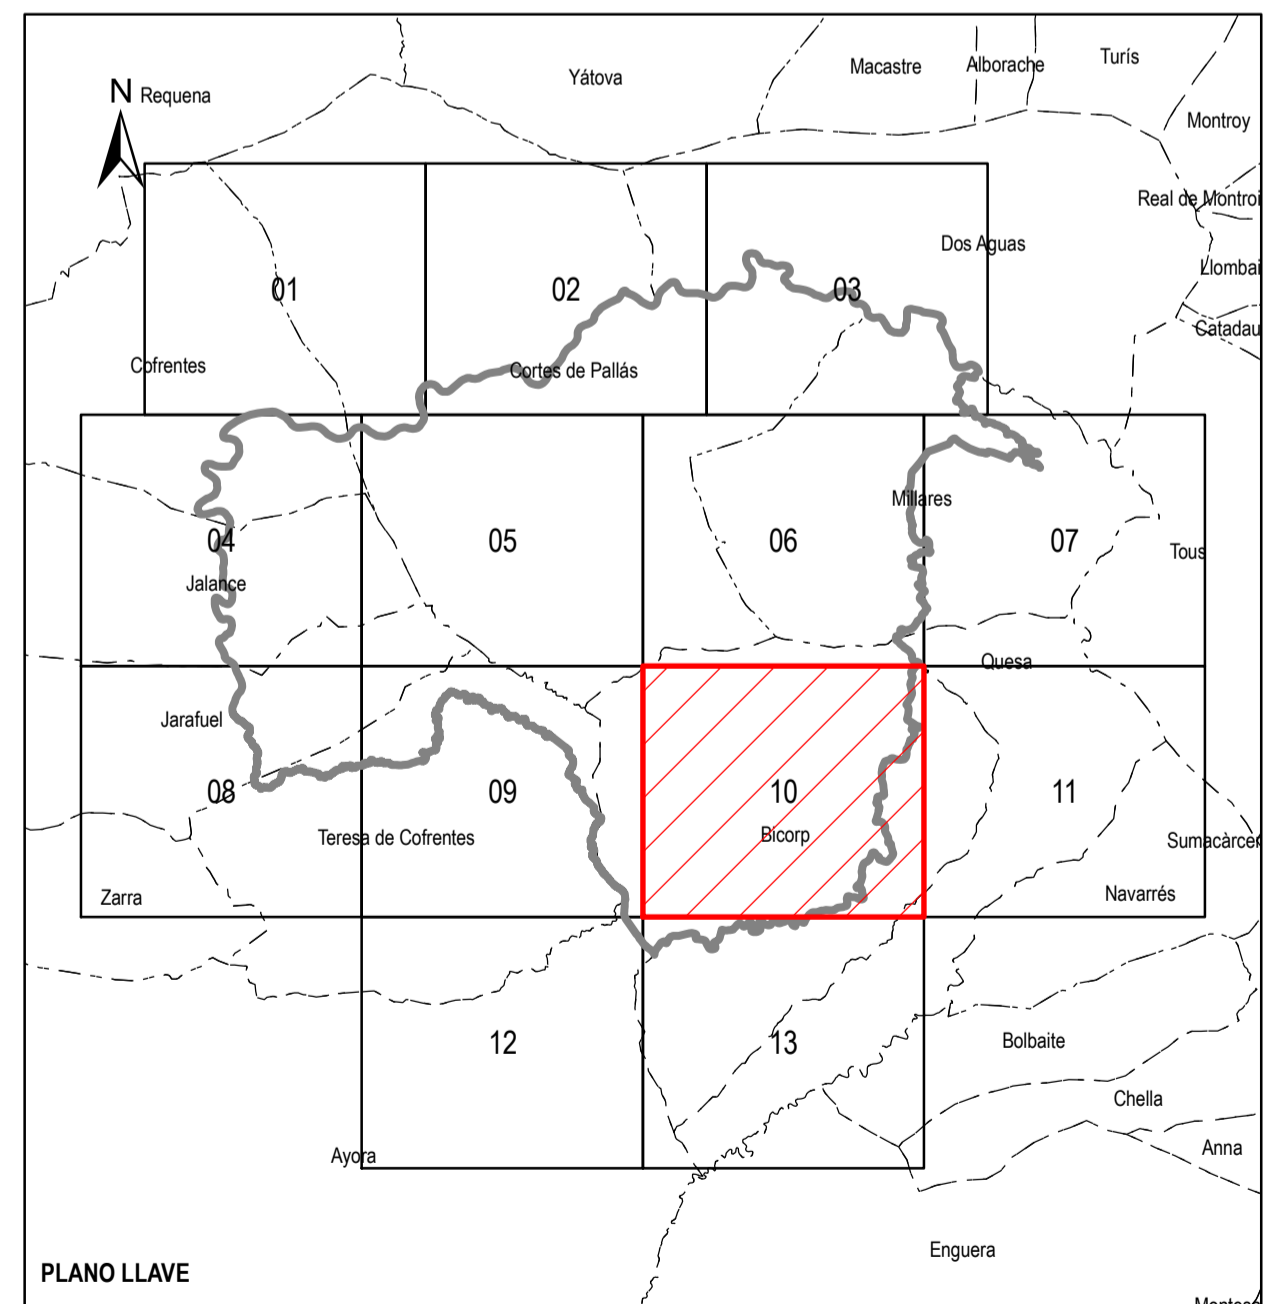 Turís
Macastre
Alborache
Yátova
N
Requena
Montroy
Real de Montroi
Dos Aguas
Llombai
01
02
03
Catadau
Cofrentes
Cortes de Pallás
Millares
04
05
06
07
Tous
Jalance
Quesa
Jarafuel
08
09
10
11
Teresa de Cofrentes
Bicorp
Sumacàrcer
Zarra
Navarrés
12
13
Bolbaite
Chella
Ayora
Anna
Enguera
PLANO LLAVE